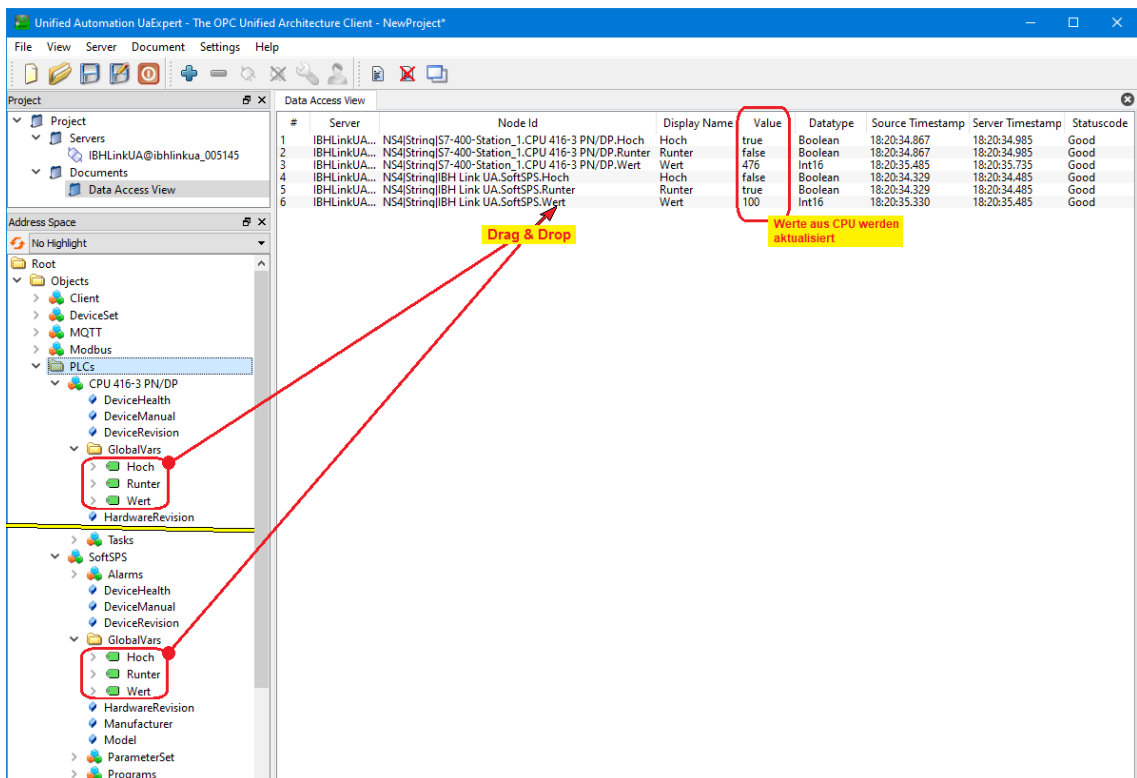 Unified Automation UaExpert - The OPC Unified Architecture Client - NewProject*
File View Server Document Settings Help
Project
Project
Servers
IBHLinkUA@ibhlinkua_005145
Documents
Data Access View
Address Space
No Highlight
Root
Objects
Client
DeviceSet
MQTT
Modbus
PLCs
CPU 416-3 PN/DP
DeviceHealth
DeviceManual
DeviceRevision
GlobalVars
Hoch
Runter
Wert
HardwareRevision
Tasks
SoftSPS
Alarms
DeviceHealth
DeviceManual
DeviceRevision
GlobalVars
Hoch
Runter
Wert
HardwareRevision
Manufacturer
Model
ParameterSet
Programs
Data Access View
# Server Node Id Display Name Value Datatype Source Timestamp Server Timestamp Statuscode
1 IBHLinkUA... NS4|String|S7-400-Station_1.CPU 416-3 PN/DP.Hoch Hoch true Boolean 18:20:34.867 18:20:34.985 Good
2 IBHLinkUA... NS4|String|S7-400-Station_1.CPU 416-3 PN/DP.Runter Runter false Boolean 18:20:34.867 18:20:34.985 Good
3 IBHLinkUA... NS4|String|S7-400-Station_1.CPU 416-3 PN/DP.Wert Wert 476 Int16 18:20:35.485 18:20:35.735 Good
4 IBHLinkUA... NS4|String|IBH Link UA.SoftSPS.Hoch Hoch false Boolean 18:20:34.329 18:20:34.485 Good
5 IBHLinkUA... NS4|String|IBH Link UA.SoftSPS.Runter Runter true Boolean 18:20:34.329 18:20:34.485 Good
6 IBHLinkUA... NS4|String|IBH Link UA.SoftSPS.Wert Wert 100 Int16 18:20:35.330 18:20:35.485 Good
Drag & Drop
Werte aus CPU werden
aktualisiert